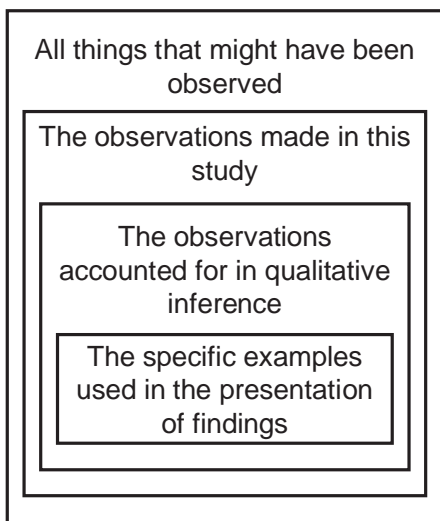 All things that might have been
observed
The observations made in this
study
The observations
accounted for in qualitative
inference
The specific examples
used in the presentation
of findings